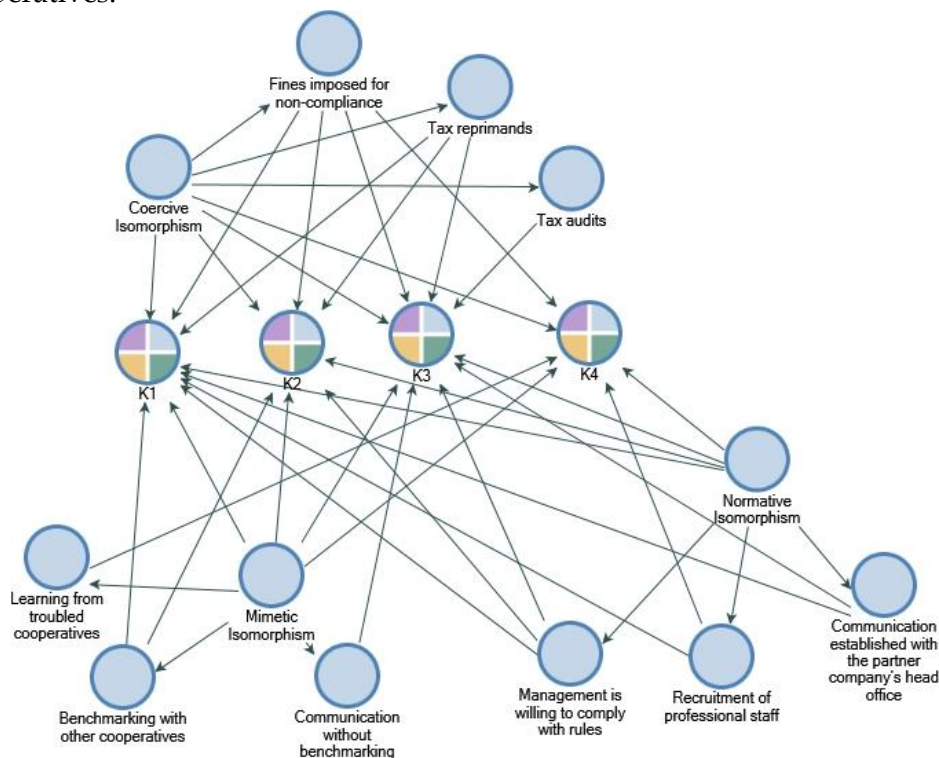 Fines imposed for
non-compliance
Tax reprimands
Coercive
Isomorphism
Tax audits
K1
K2
K3
K4
Normative
Isomorphism
Learning from
troubled
cooperatives
Mimetic
Isomorphism
Benchmarking with
other cooperatives
Communication
without
benchmarking
Management is
willing to comply
with rules
Recruitment of
professional staff
Communication
established with
the partner
company's head
office